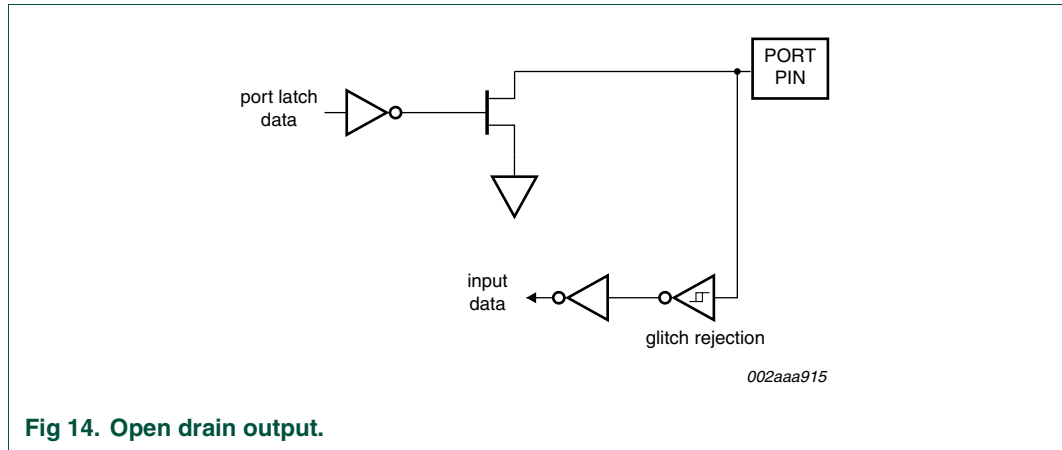 PORT
PIN
port latch
data
input
data
glitch rejection
002aaa915
Fig 14. Open drain output.